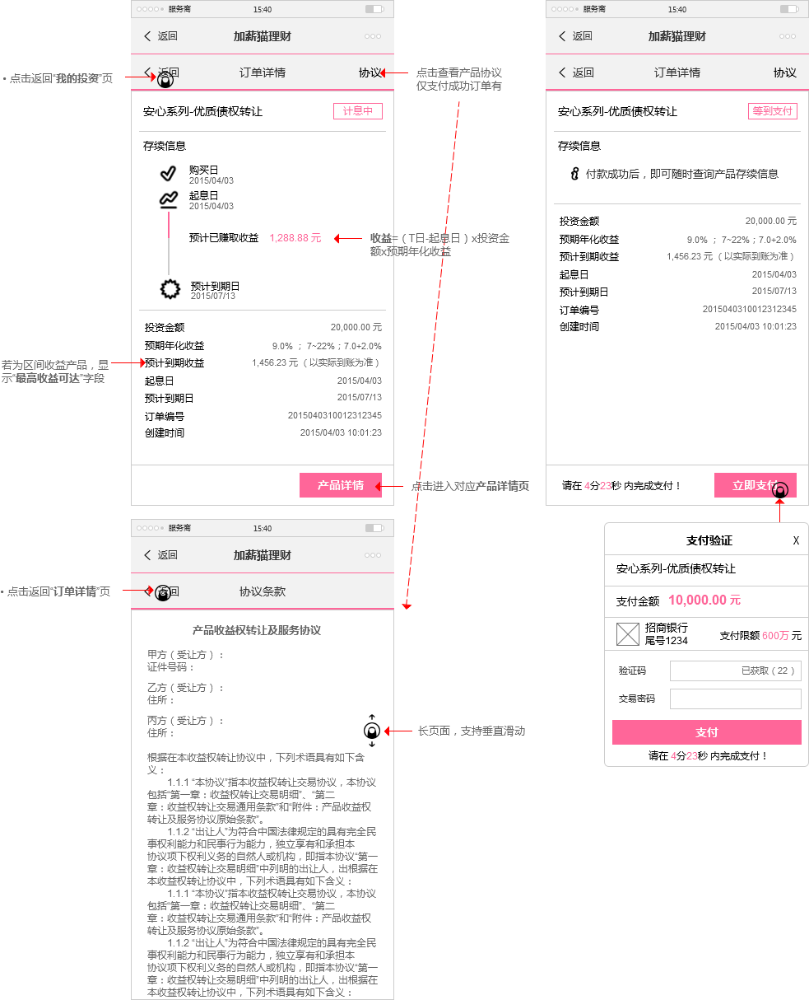 服务商 15:40
返回 加薪猫理财
返回 订单详情 协议
• 点击返回“我的投资”页
点击查看产品协议
仅支付成功订单有
安心系列-优质债权转让 计息中
存续信息
购买日
2015/04/03
起息日
2015/04/03
预计已赚取收益 1,288.88 元
收益=（T日-起息日）x投资金
额x预期年化收益
预计到期日
2015/07/13
投资金额 20,000.00 元
预期年化收益 9.0% ； 7~22%；7.0+2.0%
预计到期收益 1,456.23 元 （以实际到账为准）
若为区间收益产品，显
示“最高收益可达”字段
起息日 2015/04/03
预计到期日 2015/07/13
订单编号 2015040310012312345
创建时间 2015/04/03 10:01:23
产品详情
点击进入对应产品详情页
服务商 15:40
返回 加薪猫理财
返回 订单详情 协议
安心系列-优质债权转让 等到支付
存续信息
付款成功后，即可随时查询产品存续信息
投资金额 20,000.00 元
预期年化收益 9.0% ； 7~22%；7.0+2.0%
预计到期收益 1,456.23 元 （以实际到账为准）
起息日 2015/04/03
预计到期日 2015/07/13
订单编号 2015040310012312345
创建时间 2015/04/03 10:01:23
请在 4分23秒 内完成支付！ 立即支付
支付验证 X
安心系列-优质债权转让
支付金额 10,000.00 元
招商银行
尾号1234
支付限额 600万 元
验证码 已获取（22 ）
交易密码
支付
请在 4分23秒 内完成支付！
服务商 15:40
返回 加薪猫理财
返回 协议条款
• 点击返回“订单详情”页
产品收益权转让及服务协议
甲方（受让方）：
证件号码：
乙方（受让方）：
住所：
丙方（受让方）：
住所：
长页面，支持垂直滑动
根据在本收益权转让协议中，下列术语具有如下含
义：
1.1.1 “本协议”指本收益权转让交易协议，本协议
包括“第一章：收益权转让交易明细”、“第二
章：收益权转让交易通用条款”和“附件：产品收益权
转让及服务协议原始条款”。
1.1.2 “出让人”为符合中国法律规定的具有完全民
事权利能力和民事行为能力，独立享有和承担本
协议项下权利义务的自然人或机构，即指本协议“第一
章：收益权转让交易明细”中列明的出让人，出根据在
本收益权转让协议中，下列术语具有如下含义：
1.1.1 “本协议”指本收益权转让交易协议，本协议
包括“第一章：收益权转让交易明细”、“第二
章：收益权转让交易通用条款”和“附件：产品收益权
转让及服务协议原始条款”。
1.1.2 “出让人”为符合中国法律规定的具有完全民
事权利能力和民事行为能力，独立享有和承担本
协议项下权利义务的自然人或机构，即指本协议“第一
章：收益权转让交易明细”中列明的出让人，出根据在
本收益权转让协议中，下列术语具有如下含义：